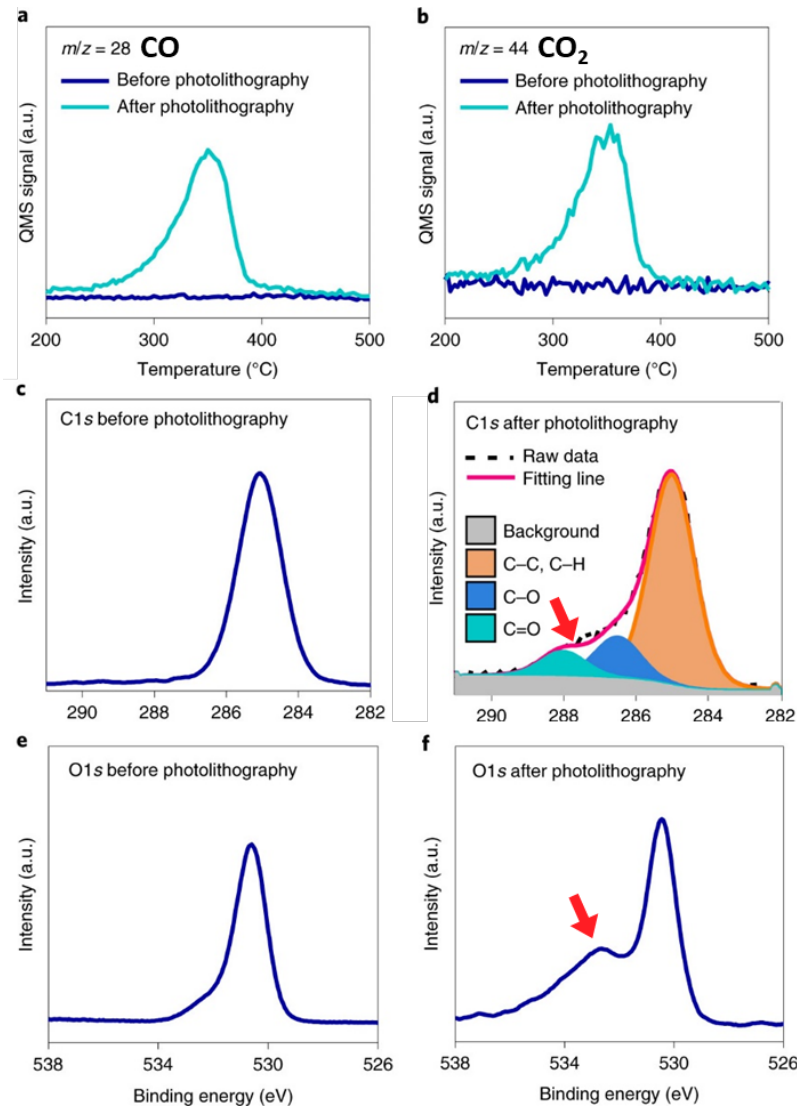 a
m/z = 28 CO
Before photolithography
After photolithography
QMS signal (a.u.)
200 300 400 500
Temperature (°C)
b
m/z = 44 CO₂
Before photolithography
After photolithography
QMS signal (a.u.)
200 300 400 500
Temperature (°C)
c
C1s before photolithography
Intensity (a.u.)
290 288 286 284 282
d
C1s after photolithography
Raw data
Fitting line
Background
C–C, C–H
C–O
C=O
Intensity (a.u.)
290 288 286 284 282
e
O1s before photolithography
Intensity (a.u.)
538 534 530 526
Binding energy (eV)
f
O1s after photolithography
Intensity (a.u.)
538 534 530 526
Binding energy (eV)